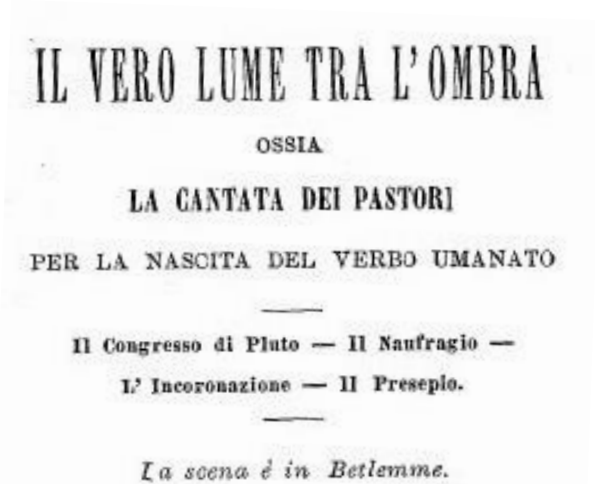 IL VERO LUME TRA L'OMBRA
OSSIA
LA CANTATA DEI PASTORI
PER LA NASCITA DEL VERBO UMANATO
Il Congresso di Pluto — Il Naufragio —
L' Incoronazione — Il Presepio.
La scena è in Betlemme.